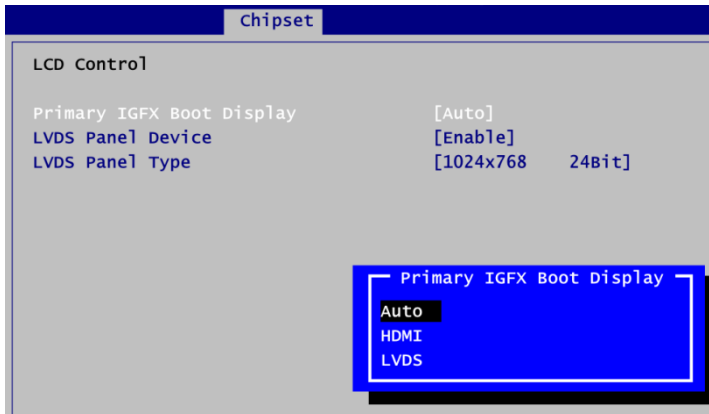 Chipset
LCD Control
Primary IGFX Boot Display [Auto]
LVDS Panel Device [Enable]
LVDS Panel Type [1024x768 24Bit]
Primary IGFX Boot Display
Auto
HDMI
LVDS